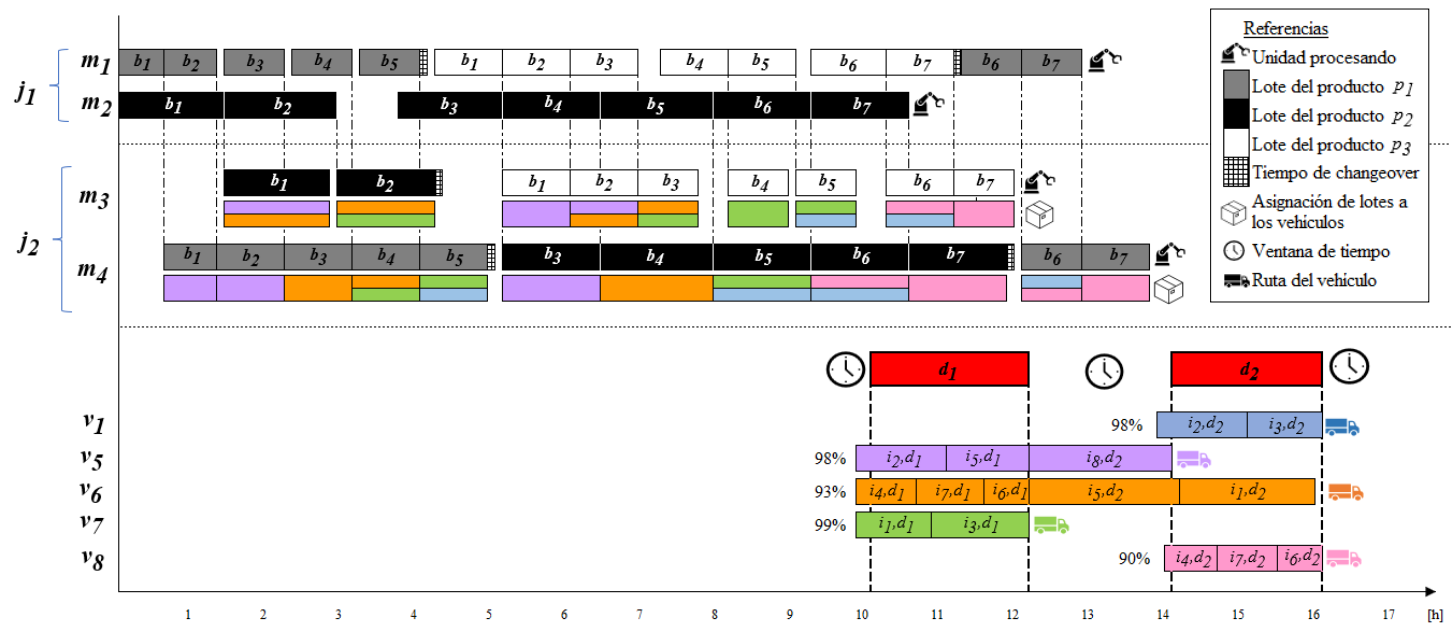 Referencias
Unidad procesando
Lote del producto p1
Lote del producto p2
Lote del producto p3
Tiempo de changeover
Asignación de lotes a
los vehículos
Ventana de tiempo
Ruta del vehículo
j1
m1 b1 b2 b3 b4 b5 b1 b2 b3 b4 b5 b6 b7 b6 b7
m2 b1 b2 b3 b4 b5 b6 b7
j2
m3 b1 b2 b1 b2 b3 b4 b5 b6 b7
m4 b1 b2 b3 b4 b5 b3 b4 b5 b6 b7 b6 b7
d1 d2
v1 98% i2,d2 i3,d2
v5 98% i2,d1 i5,d1 i8,d2
v6 93% i4,d1 i7,d1 i6,d1 i5,d2 i1,d2
v7 99% i1,d1 i3,d1
v8 90% i4,d2 i7,d2 i6,d2
1 2 3 4 5 6 7 8 9 10 11 12 13 14 15 16 17 [h]